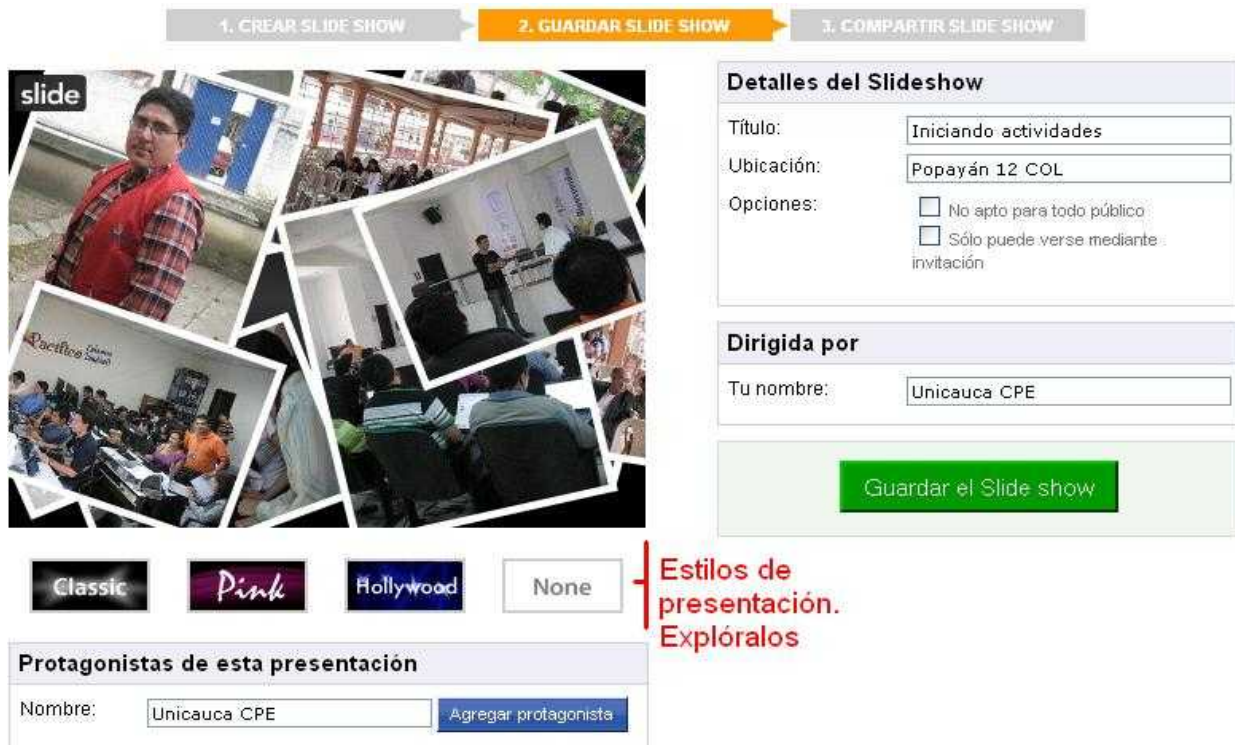 1. CREAR SLIDE SHOW
2. GUARDAR SLIDE SHOW
3. COMPARTIR SLIDE SHOW
slide
Pacífico
Detalles del Slideshow
Título:
Iniciando actividades
Ubicación:
Popayán 12 COL
Opciones:
No apto para todo público
Sólo puede verse mediante
invitación
Dirigida por
Tu nombre:
Unicauca CPE
Guardar el Slide show
Classic
Pink
Hollywood
None
Estilos de
presentación.
Explóralos
Protagonistas de esta presentación
Nombre:
Unicauca CPE
Agregar protagonista